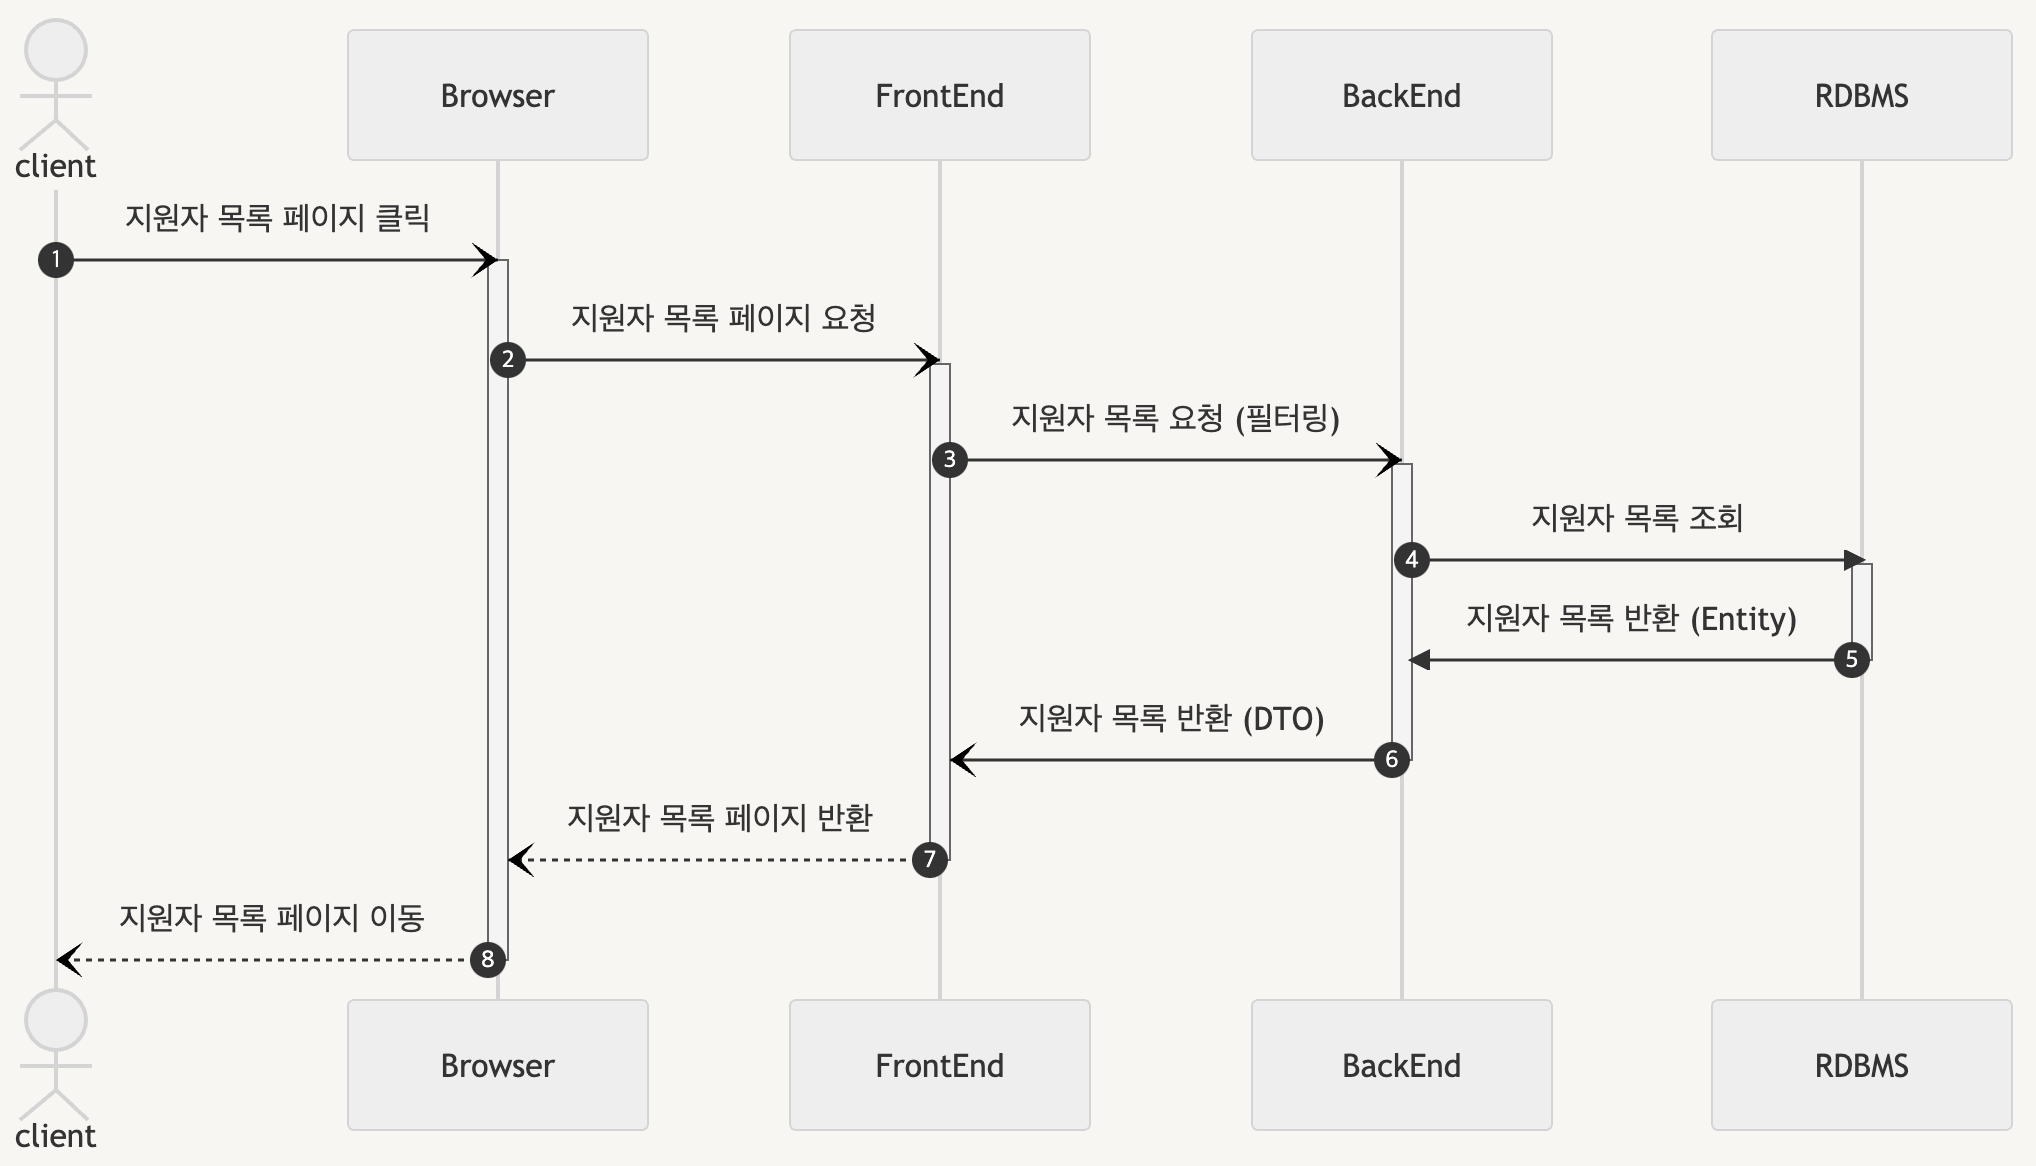 client
Browser
FrontEnd
BackEnd
RDBMS
지원자 목록 페이지 클릭
1
지원자 목록 페이지 요청
2
지원자 목록 요청 (필터링)
3
지원자 목록 조회
4
지원자 목록 반환 (Entity)
5
지원자 목록 반환 (DTO)
6
지원자 목록 페이지 반환
7
지원자 목록 페이지 이동
8
client
Browser
FrontEnd
BackEnd
RDBMS